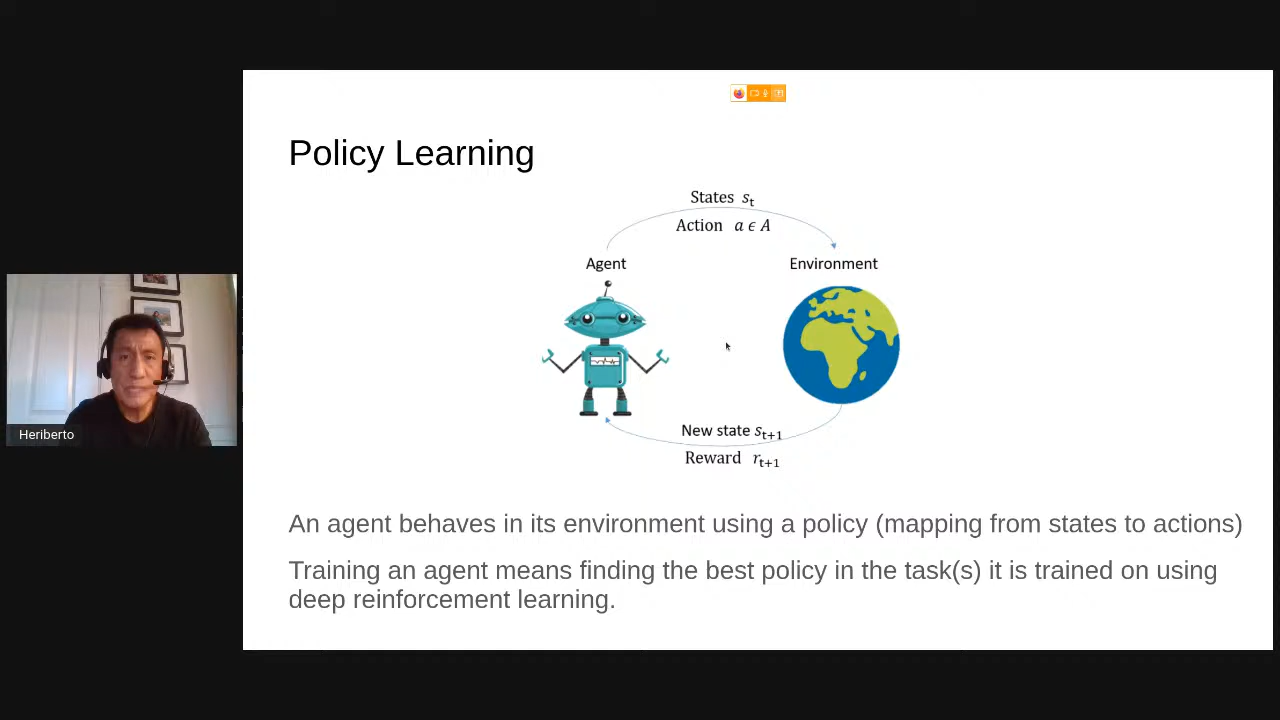 Policy Learning
States s_t
Action a ϵ A
Agent
Environment
New state s_t+1
Reward r_t+1
Heriberto
An agent behaves in its environment using a policy (mapping from states to actions)
Training an agent means finding the best policy in the task(s) it is trained on using
deep reinforcement learning.